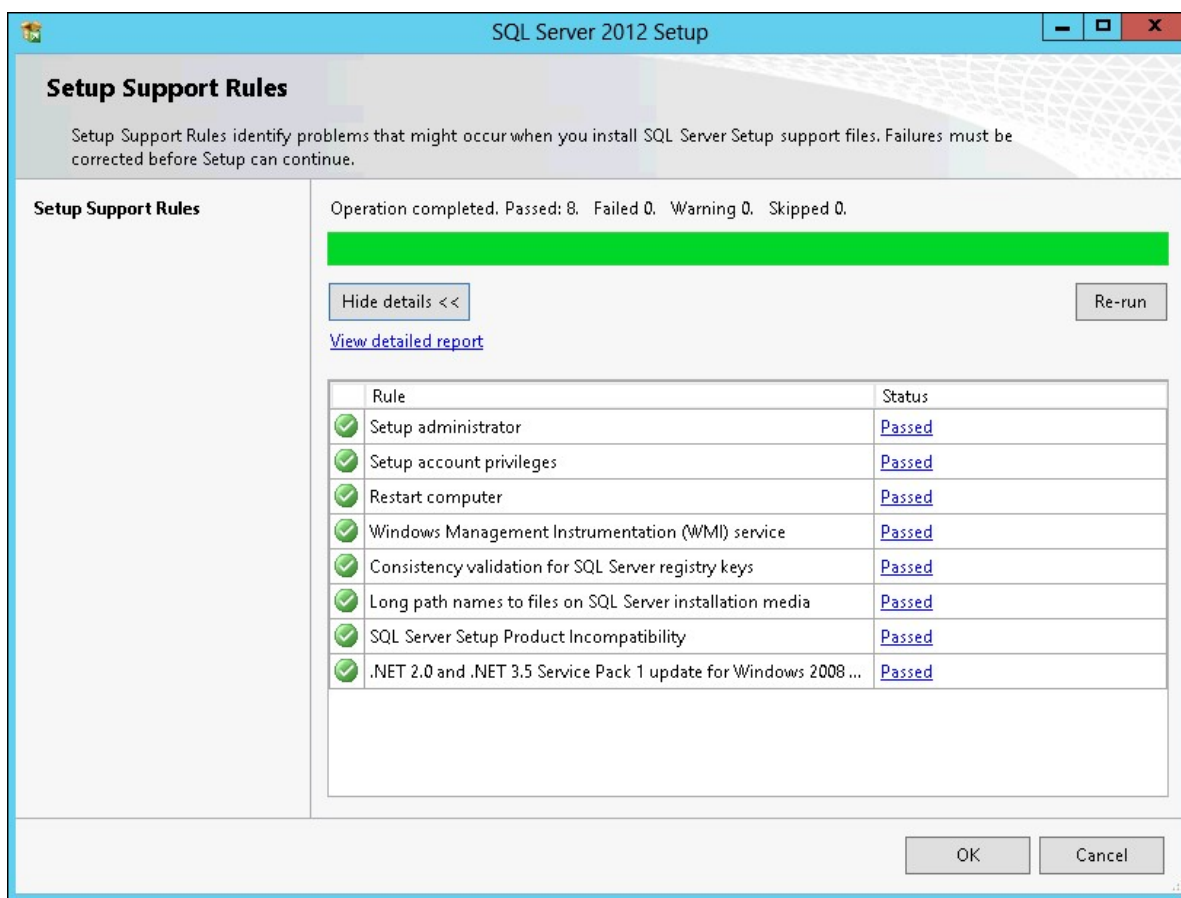 SQL Server 2012 Setup
Setup Support Rules
Setup Support Rules identify problems that might occur when you install SQL Server Setup support files. Failures must be
corrected before Setup can continue.
Setup Support Rules
Operation completed. Passed: 8.   Failed 0.   Warning 0.   Skipped 0.
Hide details <<
Re-run
View detailed report
Rule Status
Setup administrator Passed
Setup account privileges Passed
Restart computer Passed
Windows Management Instrumentation (WMI) service Passed
Consistency validation for SQL Server registry keys Passed
Long path names to files on SQL Server installation media Passed
SQL Server Setup Product Incompatibility Passed
.NET 2.0 and .NET 3.5 Service Pack 1 update for Windows 2008 ... Passed
OK Cancel